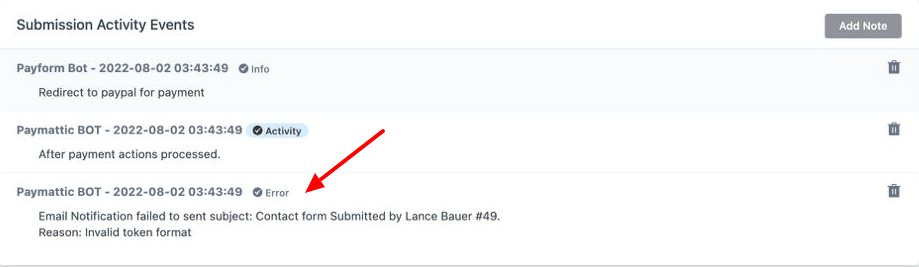 Submission Activity Events
Add Note
Payform Bot - 2022-08-02 03:43:49 Info
Redirect to paypal for payment
Paymattic BOT - 2022-08-02 03:43:49 Activity
After payment actions processed.
Paymattic BOT - 2022-08-02 03:43:49 Error
Email Notification failed to sent subject: Contact form Submitted by Lance Bauer #49.
Reason: Invalid token format